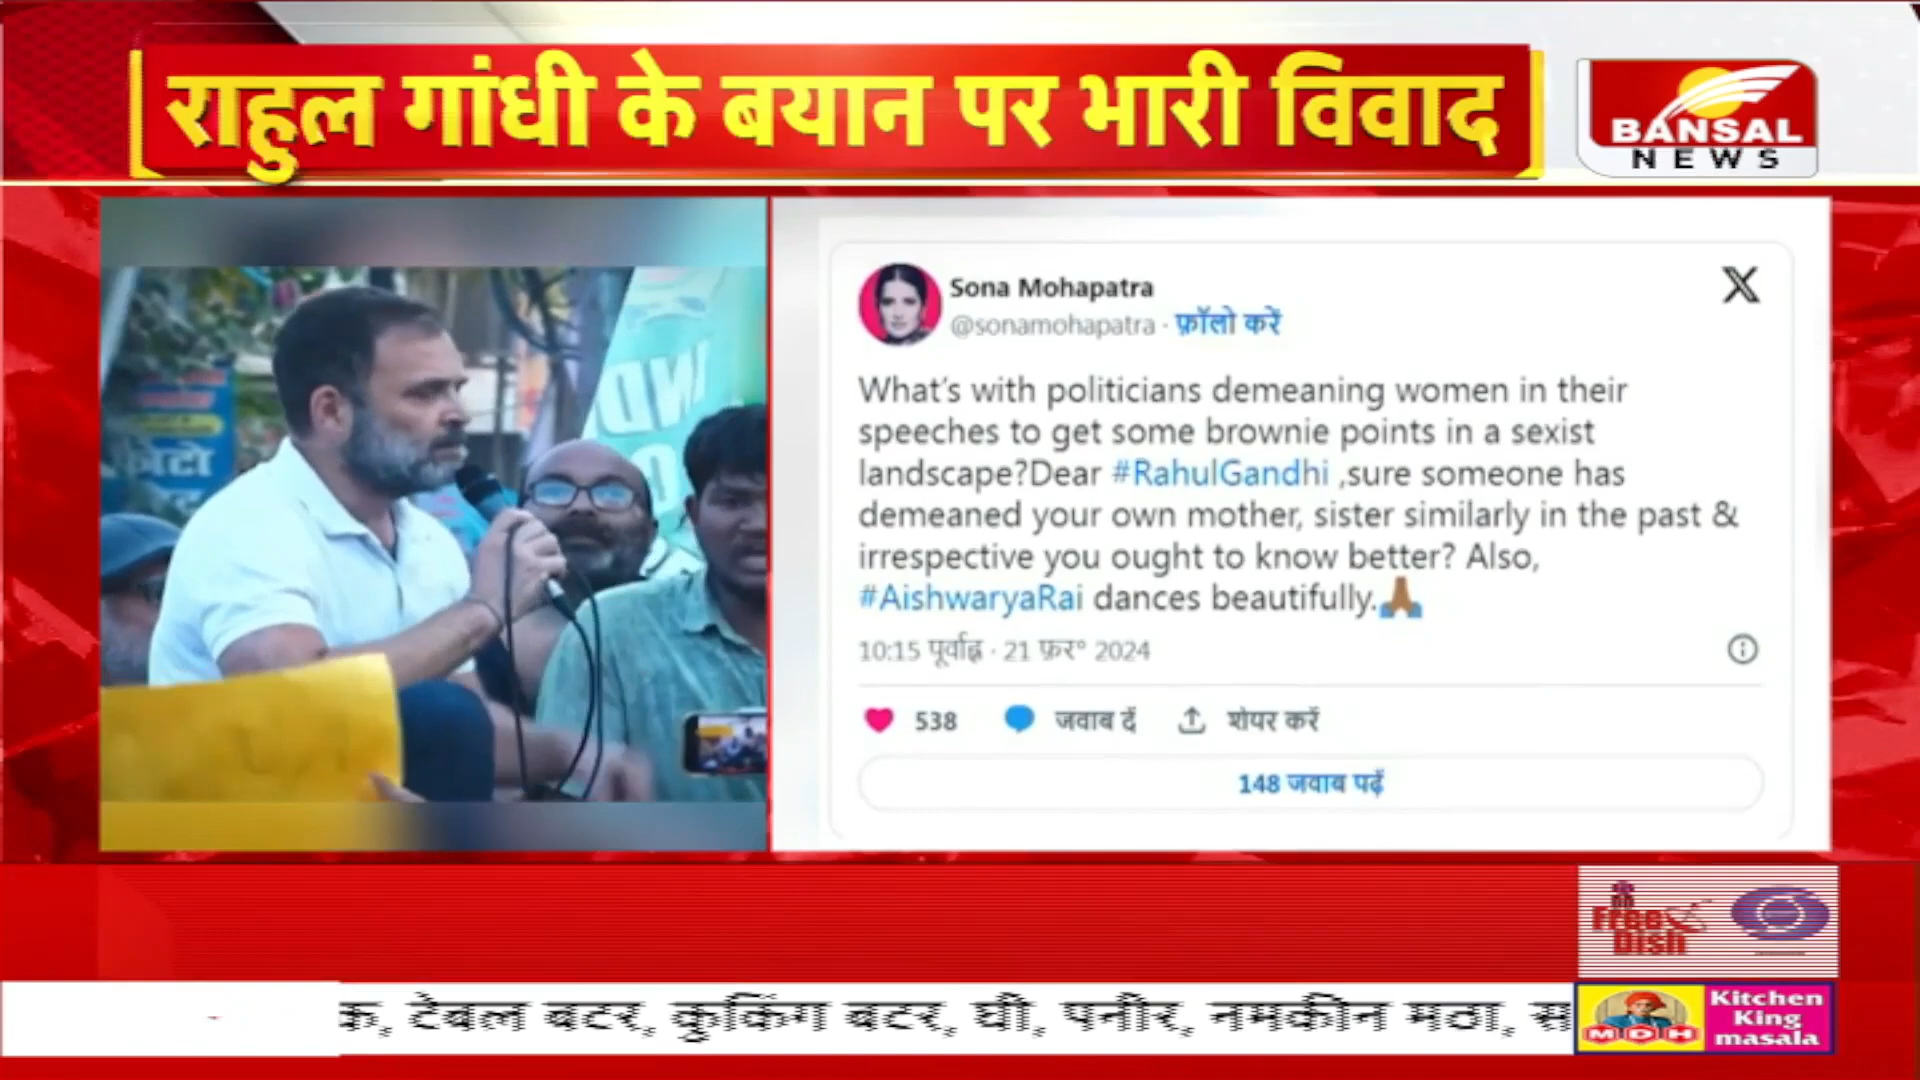 राहुल गांधी के बयान पर भारी विवाद
BANSAL
NEWS
Sona Mohapatra
@sonamohapatra · फ़ॉलो करें
What's with politicians demeaning women in their
speeches to get some brownie points in a sexist
landscape?Dear #RahulGandhi ,sure someone has
demeaned your own mother, sister similarly in the past &
irrespective you ought to know better? Also,
#AishwaryaRai dances beautifully.🙏🏾
10:15 पूर्वाह्न · 21 फ़र॰ 2024
538 जवाब दें शेयर करें
148 जवाब पढ़ें
फोटो
IND
Free
Dish
क, टेबल बटर, कुकिंग बटर, घी, पनीर, नमकीन मठा, स
MDH
Kitchen
King
masala